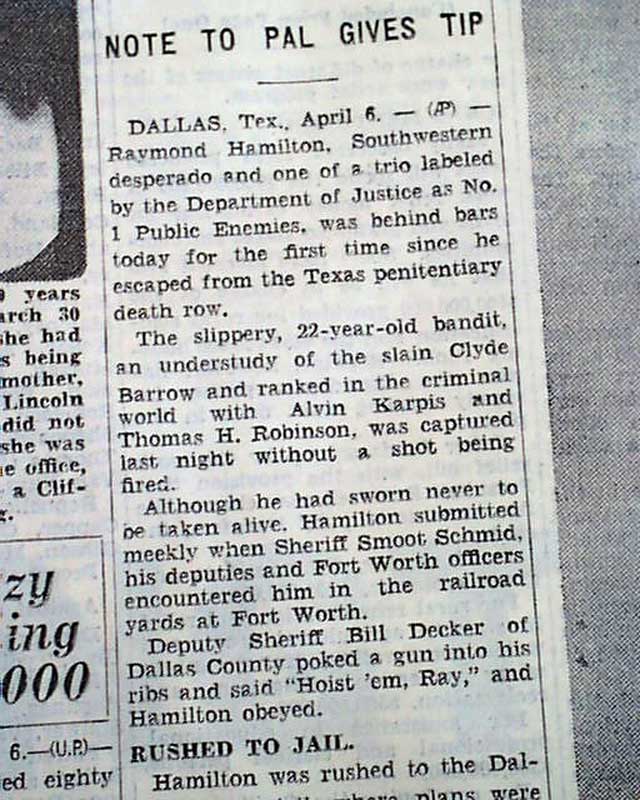 NOTE TO PAL GIVES TIP
DALLAS, Tex., April 6. — (AP) —
Raymond Hamilton, Southwestern
desperado and one of a trio labeled
by the Department of Justice as No.
1 Public Enemies, was behind bars
today for the first time since he
escaped from the Texas penitentiary
death row.
The slippery, 22-year-old bandit,
an understudy of the slain Clyde
Barrow and ranked in the criminal
world with Alvin Karpis and
Thomas H. Robinson, was captured
last night without a shot being
fired.
Although he had sworn never to
be taken alive. Hamilton submitted
meekly when Sheriff Smoot Schmid,
his deputies and Fort Worth officers
encountered him in the railroad
yards at Fort Worth.
Deputy Sheriff Bill Decker of
Dallas County poked a gun into his
ribs and said "Hoist 'em, Ray," and
Hamilton obeyed.
RUSHED TO JAIL.
Hamilton was rushed to the Dal-
where plans were
years
arch 30
she had
s being
mother,
Lincoln
did not
she was
e office,
a Clif-
zy
ing
000
6.—(U.P.)—
ed eighty